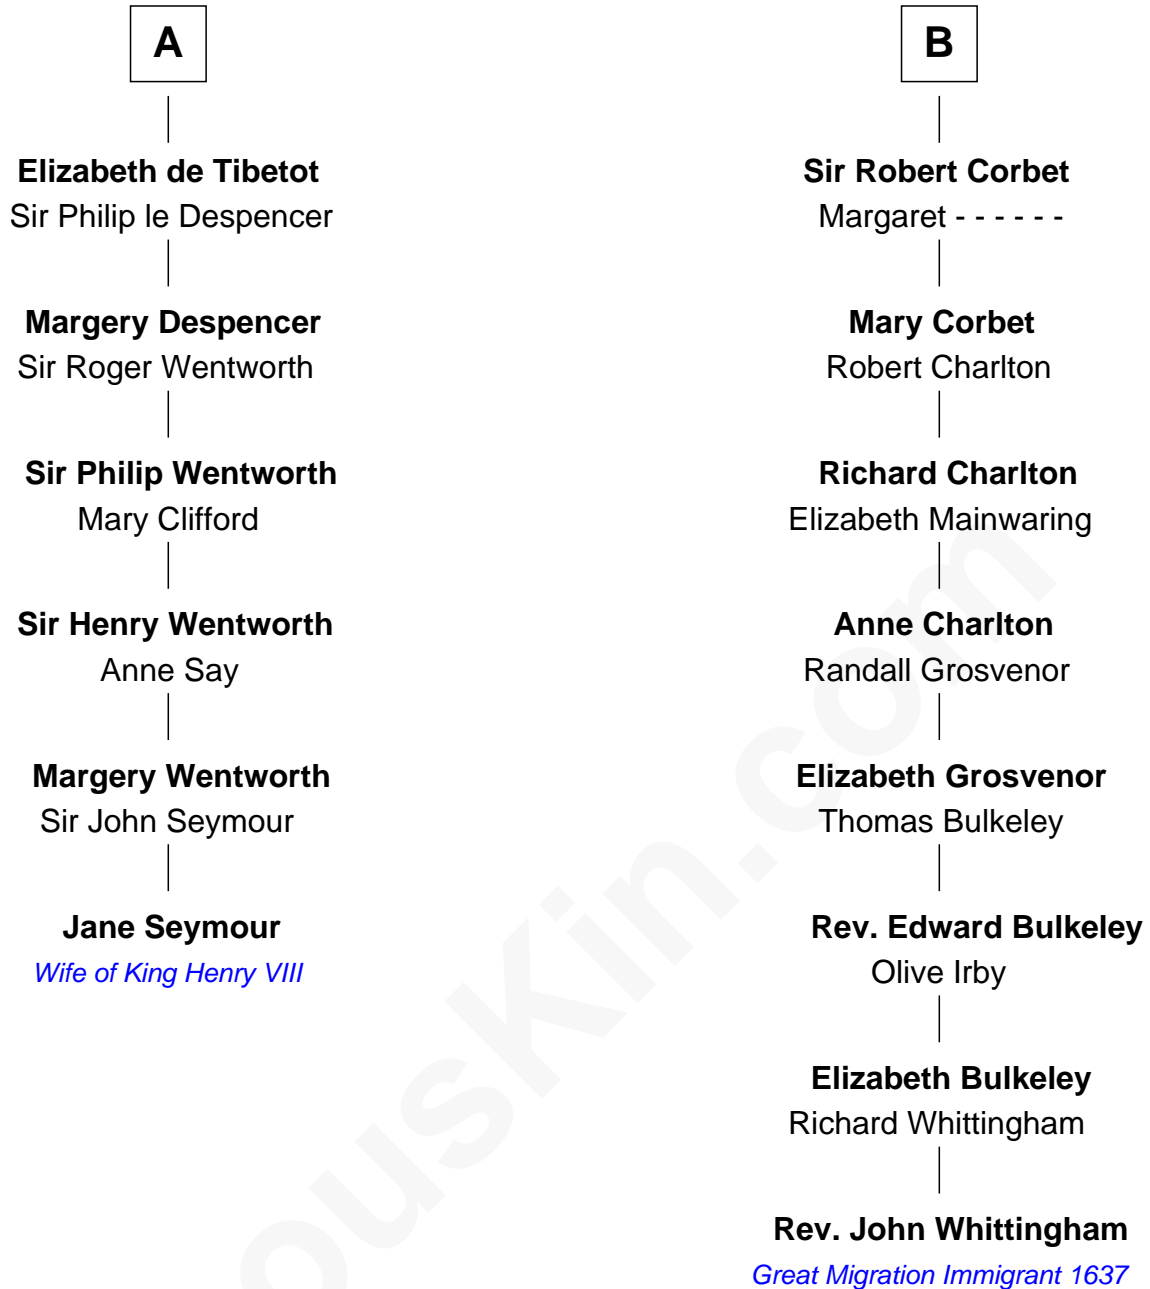 A
Elizabeth de Tibetot
Sir Philip le Despencer
Margery Despencer
Sir Roger Wentworth
Sir Philip Wentworth
Mary Clifford
Sir Henry Wentworth
Anne Say
Margery Wentworth
Sir John Seymour
Jane Seymour
Wife of King Henry VIII
B
Sir Robert Corbet
Margaret - - - - - -
Mary Corbet
Robert Charlton
Richard Charlton
Elizabeth Mainwaring
Anne Charlton
Randall Grosvenor
Elizabeth Grosvenor
Thomas Bulkeley
Rev. Edward Bulkeley
Olive Irby
Elizabeth Bulkeley
Richard Whittingham
Rev. John Whittingham
Great Migration Immigrant 1637
ousKin.com